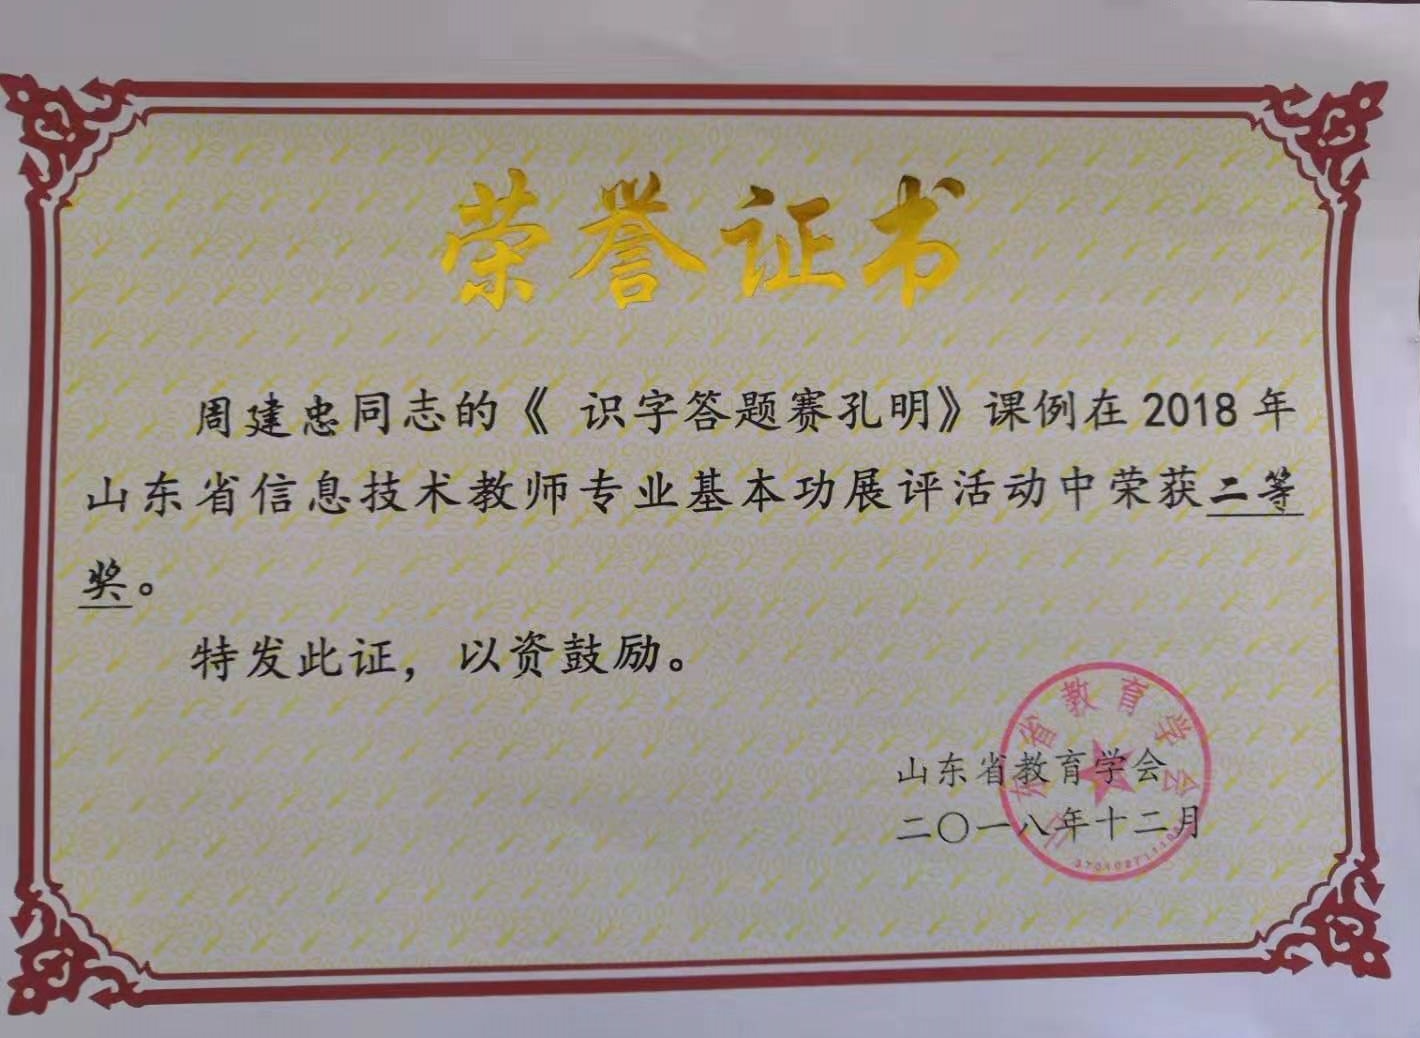 荣誉证书
周建忠同志的《 识字答题赛孔明》课例在2018年
山东省信息技术教师专业基本功展评活动中荣获二等
奖。
特发此证，以资鼓励。
山东省教育学会
二〇一八年十二月
山东省教育学会